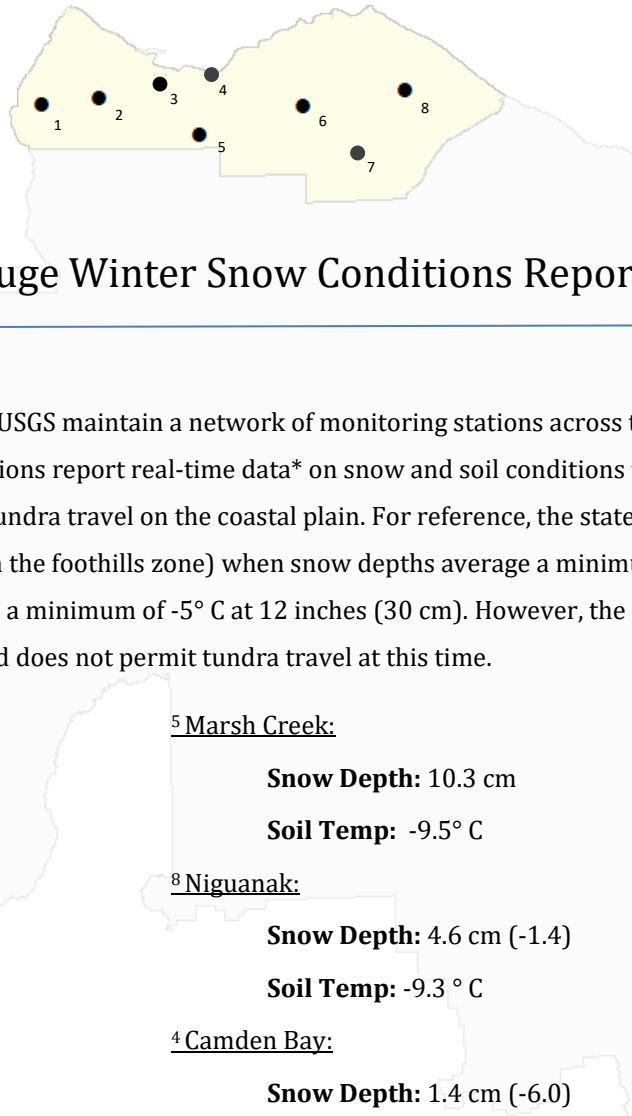 1
2
3
4
5
6
7
8
Winter Snow Conditions
USGS maintain a network of monitoring stations across
report real-time data* on snow and soil conditions
travel on the coastal plain. For reference, the state
the foothills zone) when snow depths average a
a minimum of -5° C at 12 inches (30 cm). However, the
does not permit tundra travel at this time.
5 Marsh Creek:
Snow Depth: 10.3 cm
Soil Temp: -9.5° C
8 Niguanak:
Snow Depth: 4.6 cm (-1.4)
Soil Temp: -9.3 ° C
4 Camden Bay:
Snow Depth: 1.4 cm (-6.0)